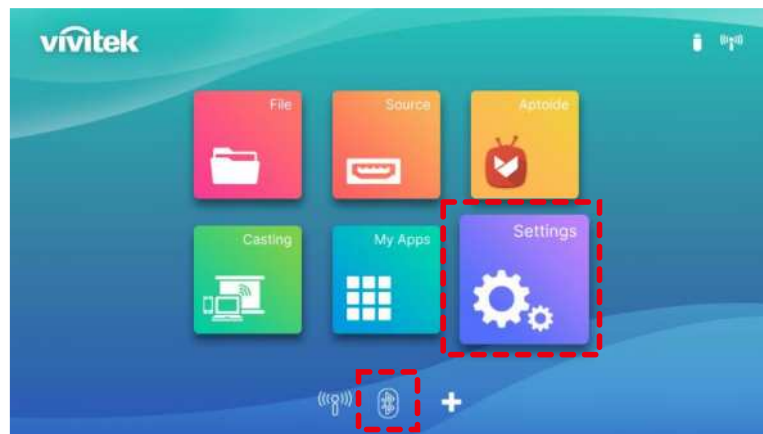 vivitek
File
Source
Aptoide
Casting
My Apps
Settings